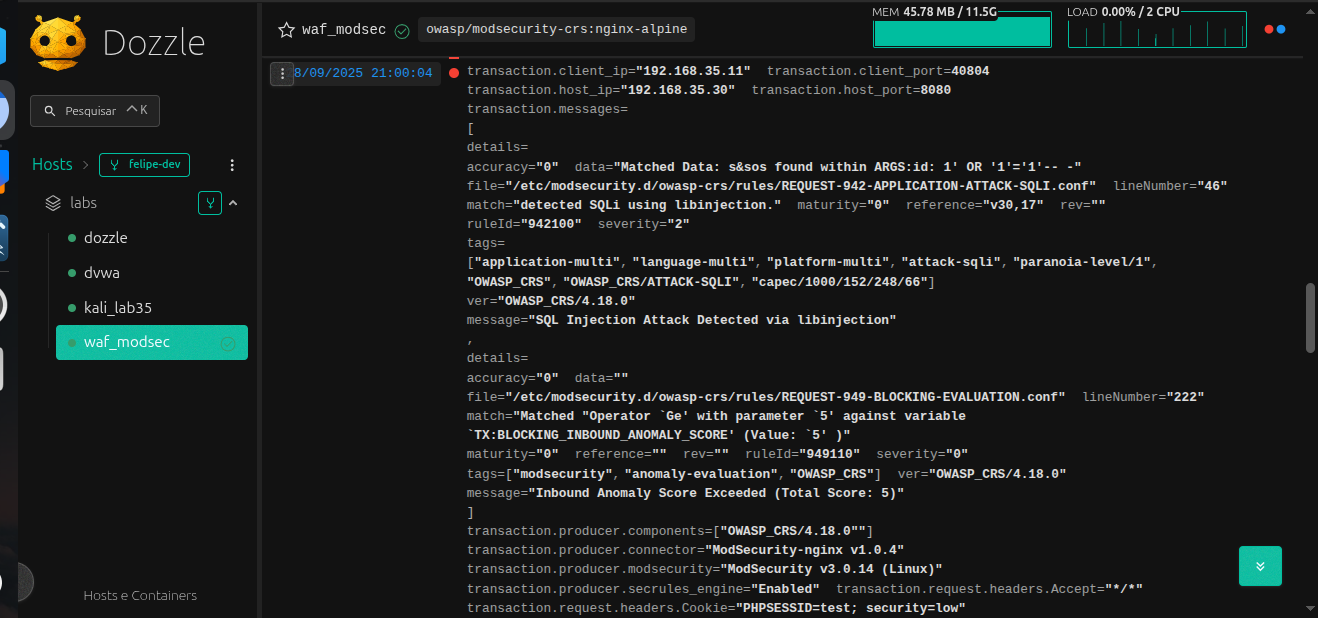 Dozzle
Pesquisar ^ K
Hosts > felipe-dev
labs
dozzle
dvwa
kali_lab35
waf_modsec
Hosts e Containers
waf_modsec owasp/modsecurity-crs:nginx-alpine
MEM 45.78 MB / 11.5G
LOAD 0.00% / 2 CPU
8/09/2025 21:00:04
transaction.client_ip="192.168.35.11" transaction.client_port=40804
transaction.host_ip="192.168.35.30" transaction.host_port=8080
transaction.messages=
[
details=
accuracy="0" data="Matched Data: s&sos found within ARGS:id: 1' OR '1'='1'-- -"
file="/etc/modsecurity.d/owasp-crs/rules/REQUEST-942-APPLICATION-ATTACK-SQLI.conf" lineNumber="46"
match="detected SQLi using libinjection." maturity="0" reference="v30,17" rev=""
ruleId="942100" severity="2"
tags=
["application-multi", "language-multi", "platform-multi", "attack-sqli", "paranoia-level/1",
"OWASP_CRS", "OWASP_CRS/ATTACK-SQLI", "capec/1000/152/248/66"]
ver="OWASP_CRS/4.18.0"
message="SQL Injection Attack Detected via libinjection"
,
details=
accuracy="0" data=""
file="/etc/modsecurity.d/owasp-crs/rules/REQUEST-949-BLOCKING-EVALUATION.conf" lineNumber="222"
match="Matched "Operator `Ge' with parameter `5' against variable
`TX:BLOCKING_INBOUND_ANOMALY_SCORE' (Value: `5' )"
maturity="0" reference="" rev="" ruleId="949110" severity="0"
tags=["modsecurity", "anomaly-evaluation", "OWASP_CRS"] ver="OWASP_CRS/4.18.0"
message="Inbound Anomaly Score Exceeded (Total Score: 5)"
]
transaction.producer.components=["OWASP_CRS/4.18.0""]
transaction.producer.connector="ModSecurity-nginx v1.0.4"
transaction.producer.modsecurity="ModSecurity v3.0.14 (Linux)"
transaction.producer.secrules_engine="Enabled" transaction.request.headers.Accept="*/*"
transaction.request.headers.Cookie="PHPSESSID=test; security=low"